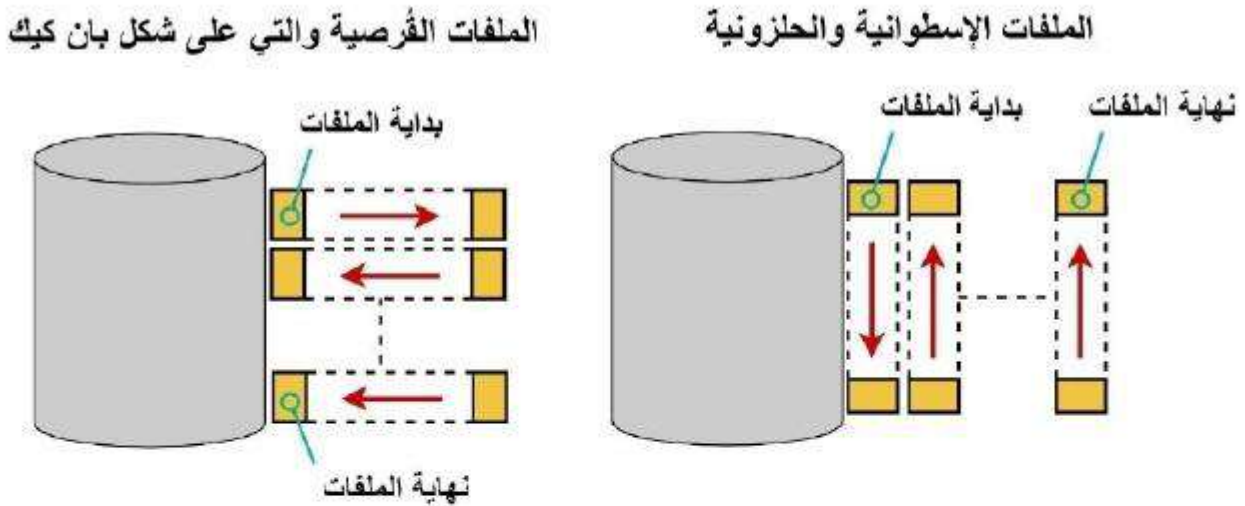 الملفات الإسطوانية والحلزونية
الملفات القُرصية والتي على شكل بان كيك
نهاية الملفات
بداية الملفات
بداية الملفات
نهاية الملفات